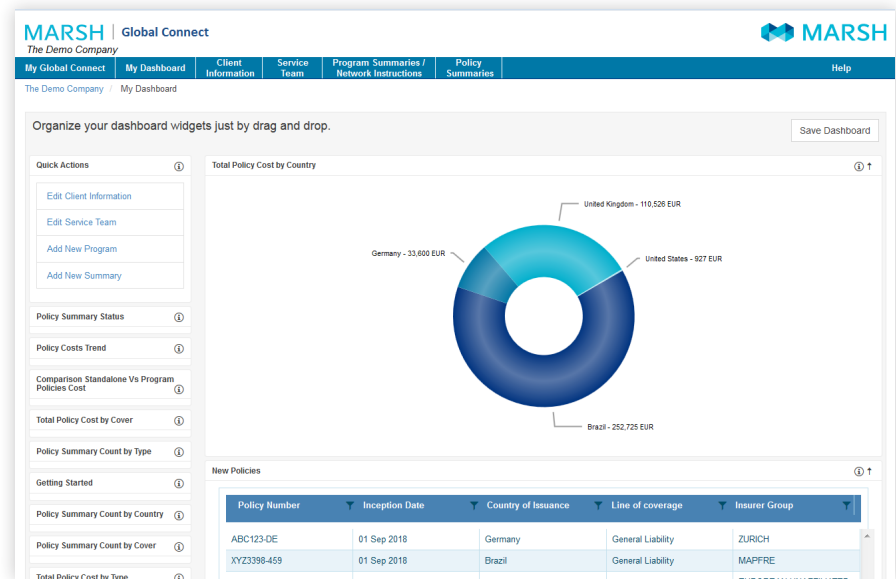 MARSH | Global Connect
The Demo Company
MARSH
My Global Connect
My Dashboard
Client
Information
Service
Team
Program Summaries /
Network Instructions
Policy
Summaries
Help
The Demo Company / My Dashboard
Organize your dashboard widgets just by drag and drop.
Save Dashboard
Quick Actions
Edit Client Information
Edit Service Team
Add New Program
Add New Summary
Policy Summary Status
Policy Costs Trend
Comparison Standalone Vs Program
Policies Cost
Total Policy Cost by Cover
Policy Summary Count by Type
Getting Started
Policy Summary Count by Country
Policy Summary Count by Cover
Total Policy Cost by Type
Total Policy Cost by Country
United Kingdom - 110,526 EUR
Germany - 33,600 EUR
United States - 927 EUR
Brazil - 252,725 EUR
New Policies
Policy Number Inception Date Country of Issuance Line of coverage Insurer Group
ABC123-DE 01 Sep 2018 Germany General Liability ZURICH
XYZ3398-459 01 Sep 2018 Brazil General Liability MAPFRE